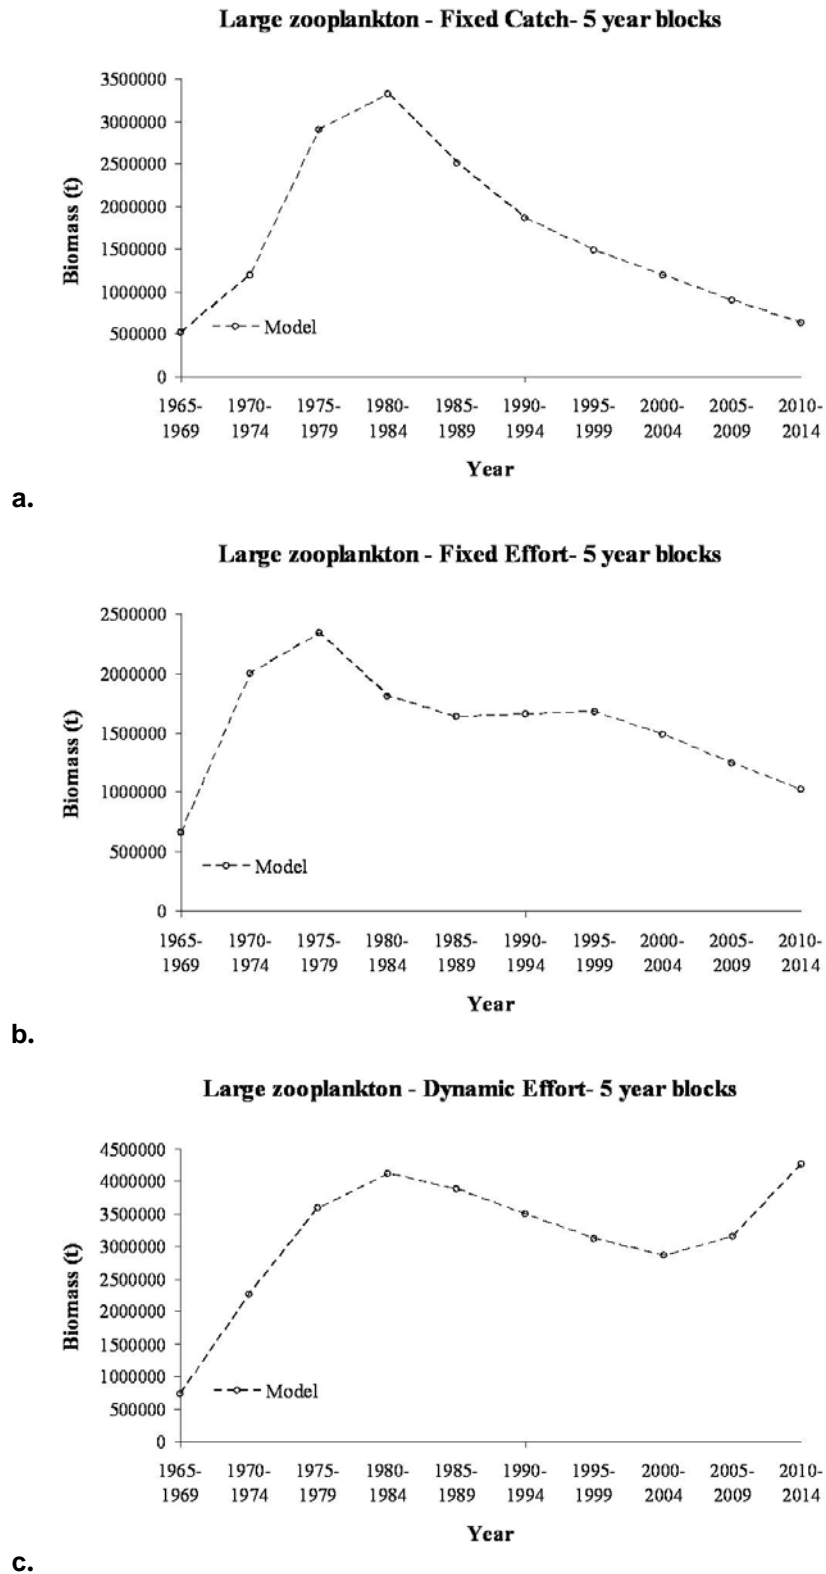 Large zooplankton - Fixed Catch- 5 year blocks
3500000
3000000
2500000
2000000
1500000
1000000
500000
0
Biomass (t)
Model
1965- 1970- 1975- 1980- 1985- 1990- 1995- 2000- 2005- 2010-
1969 1974 1979 1984 1989 1994 1999 2004 2009 2014
Year
a.
Large zooplankton - Fixed Effort- 5 year blocks
2500000
2000000
1500000
1000000
500000
0
Biomass (t)
Model
1965- 1970- 1975- 1980- 1985- 1990- 1995- 2000- 2005- 2010-
1969 1974 1979 1984 1989 1994 1999 2004 2009 2014
Year
b.
Large zooplankton - Dynamic Effort- 5 year blocks
4500000
4000000
3500000
3000000
2500000
2000000
1500000
1000000
500000
0
Biomass (t)
Model
1965- 1970- 1975- 1980- 1985- 1990- 1995- 2000- 2005- 2010-
1969 1974 1979 1984 1989 1994 1999 2004 2009 2014
Year
c.